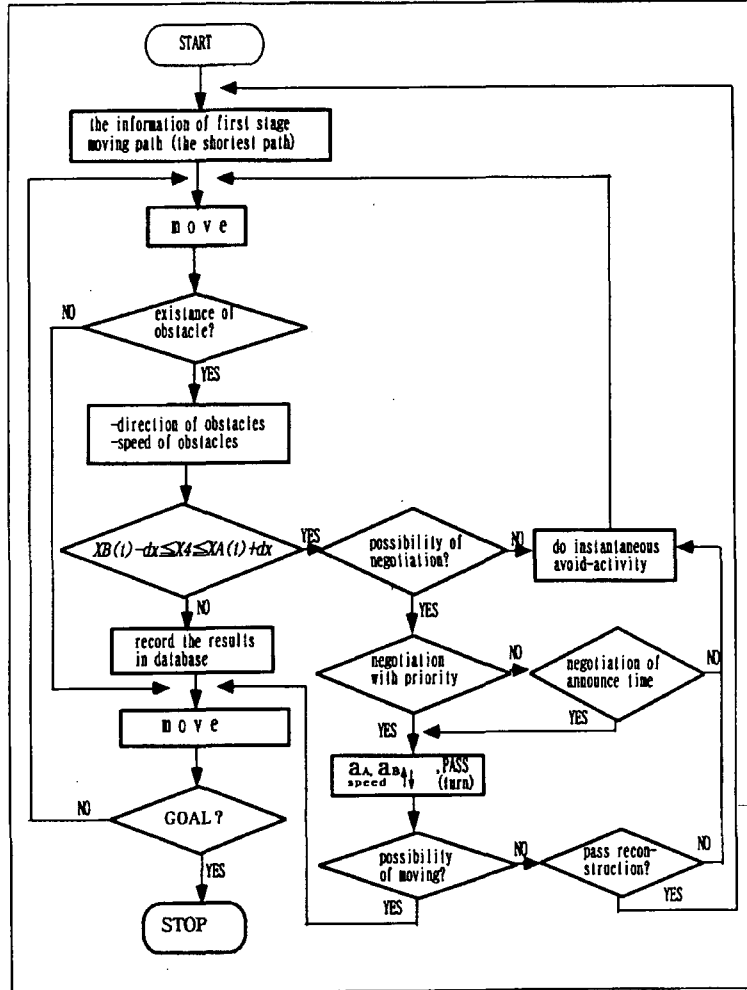 START
the information of first stage
moving path (the shortest path)
move
existance of
obstacle?
NO
YES
-direction of obstacles
-speed of obstacles
XB(t)-dx≤X4≤XA(t)+dx
YES
NO
possibility of
negotiation?
NO
YES
do instantaneous
avoid-activity
record the results
in database
negotiation
with priority
NO
YES
negotiation of
announce time
NO
YES
move
aA, aB↑↓ ,PASS
speed (turn)
GOAL?
NO
YES
possibility
of moving?
NO
YES
pass recon-
struction?
NO
YES
STOP